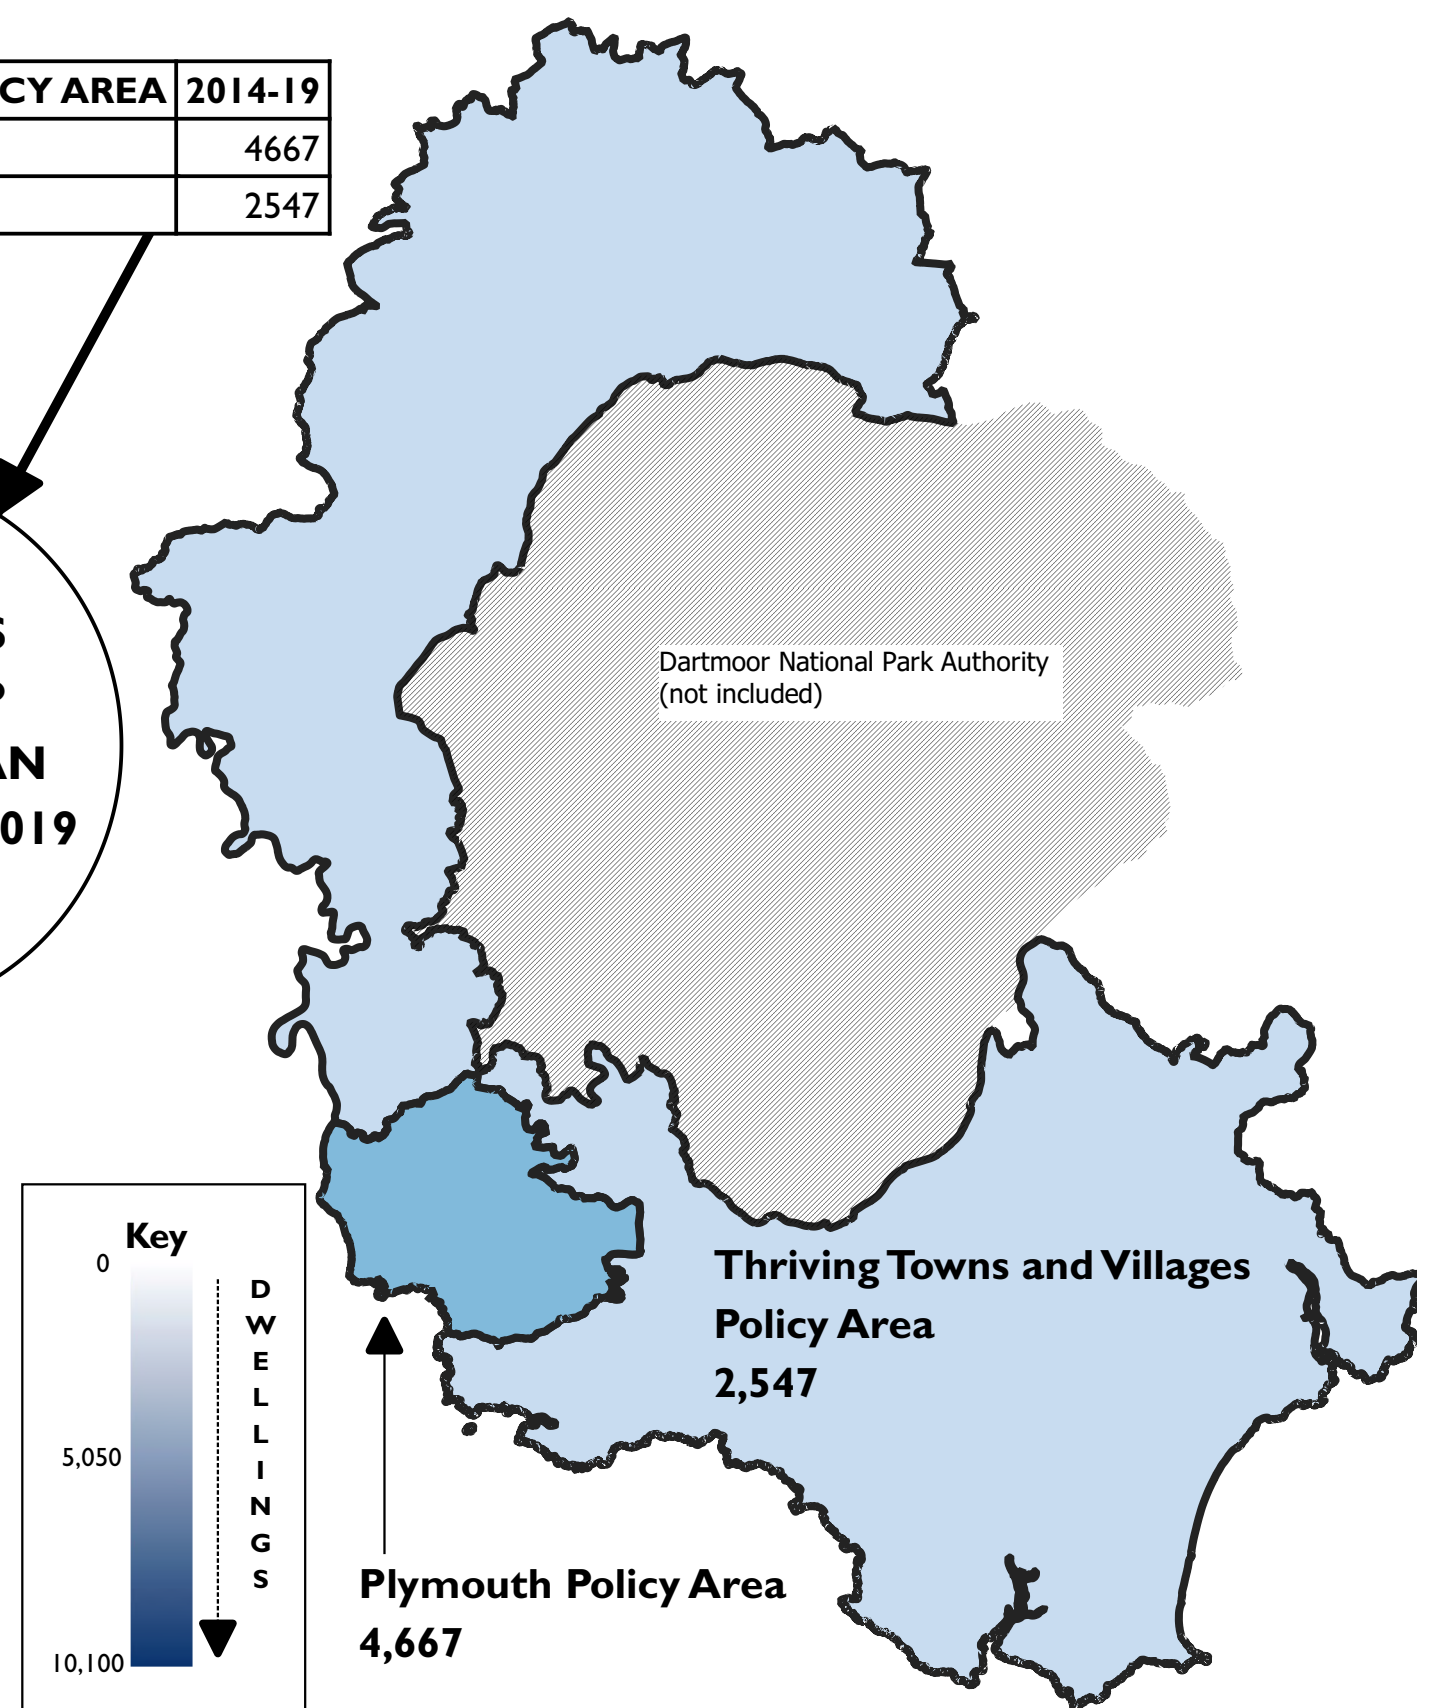 CY AREA 2014-19
4667
2547
S
AN
019
Dartmoor National Park Authority
(not included)
Thriving Towns and Villages
Policy Area
2,547
Plymouth Policy Area
4,667
Key
0
5,050
10,100
DWELLINGS